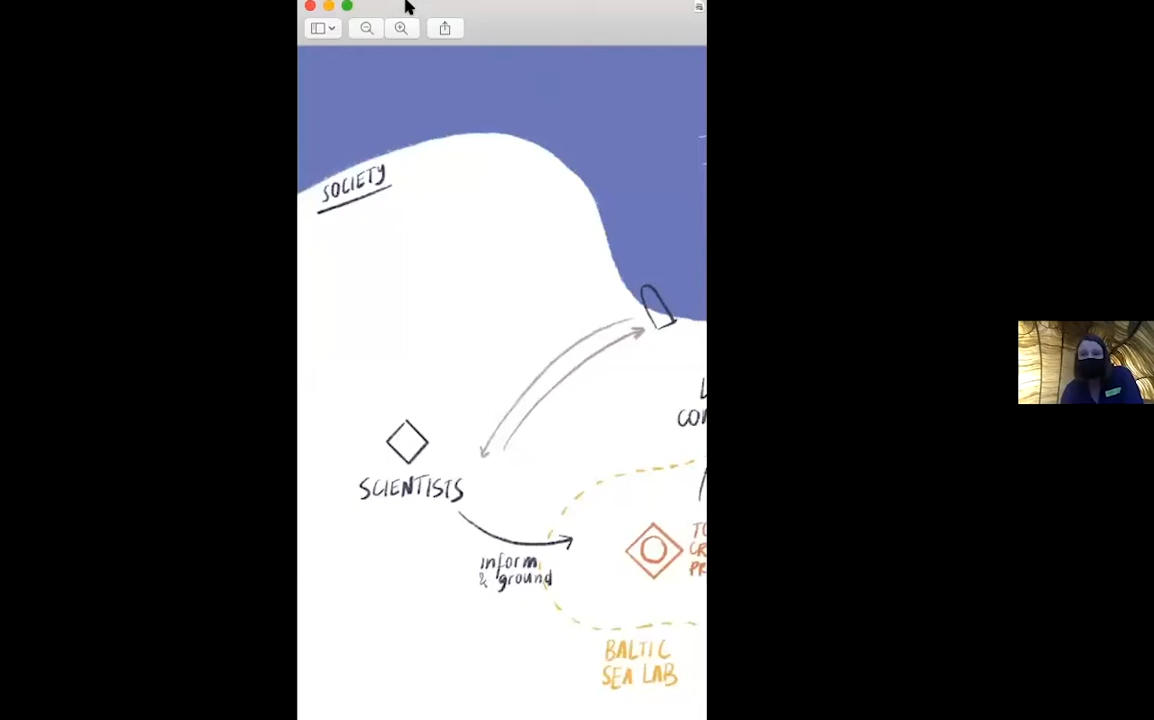 SOCIETY
SCIENTISTS
inform
& ground
BALTIC
SEA LAB